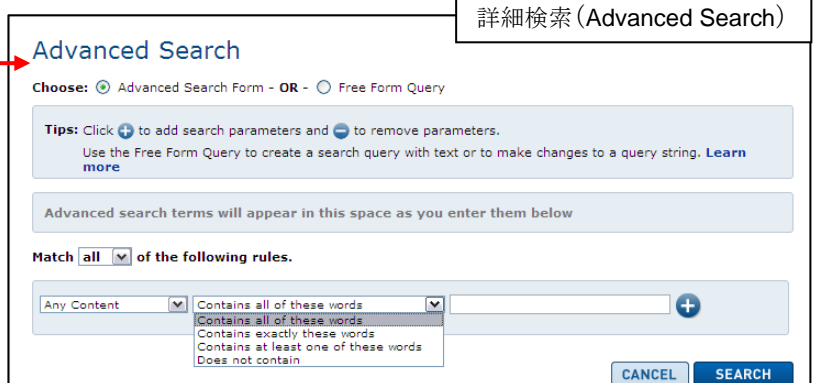 詳細検索(Advanced Search)
Advanced Search
Choose: Advanced Search Form - OR - Free Form Query
Tips: Click + to add search parameters and - to remove parameters.
Use the Free Form Query to create a search query with text or to make changes to a query string. Learn
more
Advanced search terms will appear in this space as you enter them below
Match all of the following rules.
Any Content Contains all of these words +
Contains all of these words
Contains exactly these words
Contains at least one of these words
Does not contain
CANCEL SEARCH